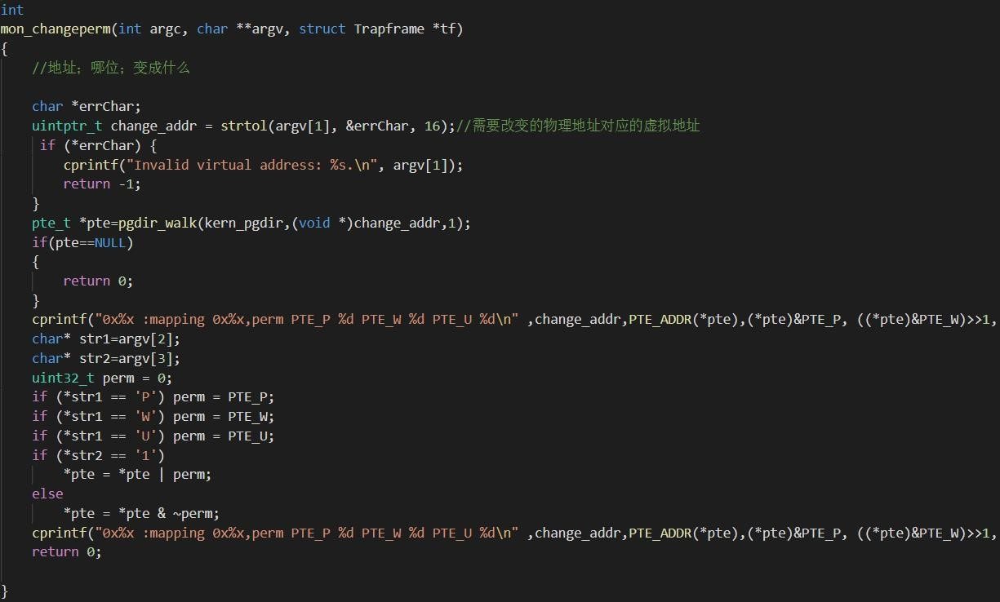 int
mon_changeperm(int argc, char **argv, struct Trapframe *tf)
{
    //地址；哪位；变成什么
    char *errChar;
    uintptr_t change_addr = strtol(argv[1], &errChar, 16);//需要改变的物理地址对应的虚拟地址
     if (*errChar) {
        cprintf("Invalid virtual address: %s.\n", argv[1]);
        return -1;
    }
    pte_t *pte=pgdir_walk(kern_pgdir,(void *)change_addr,1);
    if(pte==NULL)
    {
        return 0;
    }
    cprintf("0x%x :mapping 0x%x,perm PTE_P %d PTE_W %d PTE_U %d\n" ,change_addr,PTE_ADDR(*pte),(*pte)&PTE_P, ((*pte)&PTE_W)>>1,
    char* str1=argv[2];
    char* str2=argv[3];
    uint32_t perm = 0;
    if (*str1 == 'P') perm = PTE_P;
    if (*str1 == 'W') perm = PTE_W;
    if (*str1 == 'U') perm = PTE_U;
    if (*str2 == '1')
        *pte = *pte | perm;
    else
        *pte = *pte & ~perm;
    cprintf("0x%x :mapping 0x%x,perm PTE_P %d PTE_W %d PTE_U %d\n" ,change_addr,PTE_ADDR(*pte),(*pte)&PTE_P, ((*pte)&PTE_W)>>1,
    return 0;
}